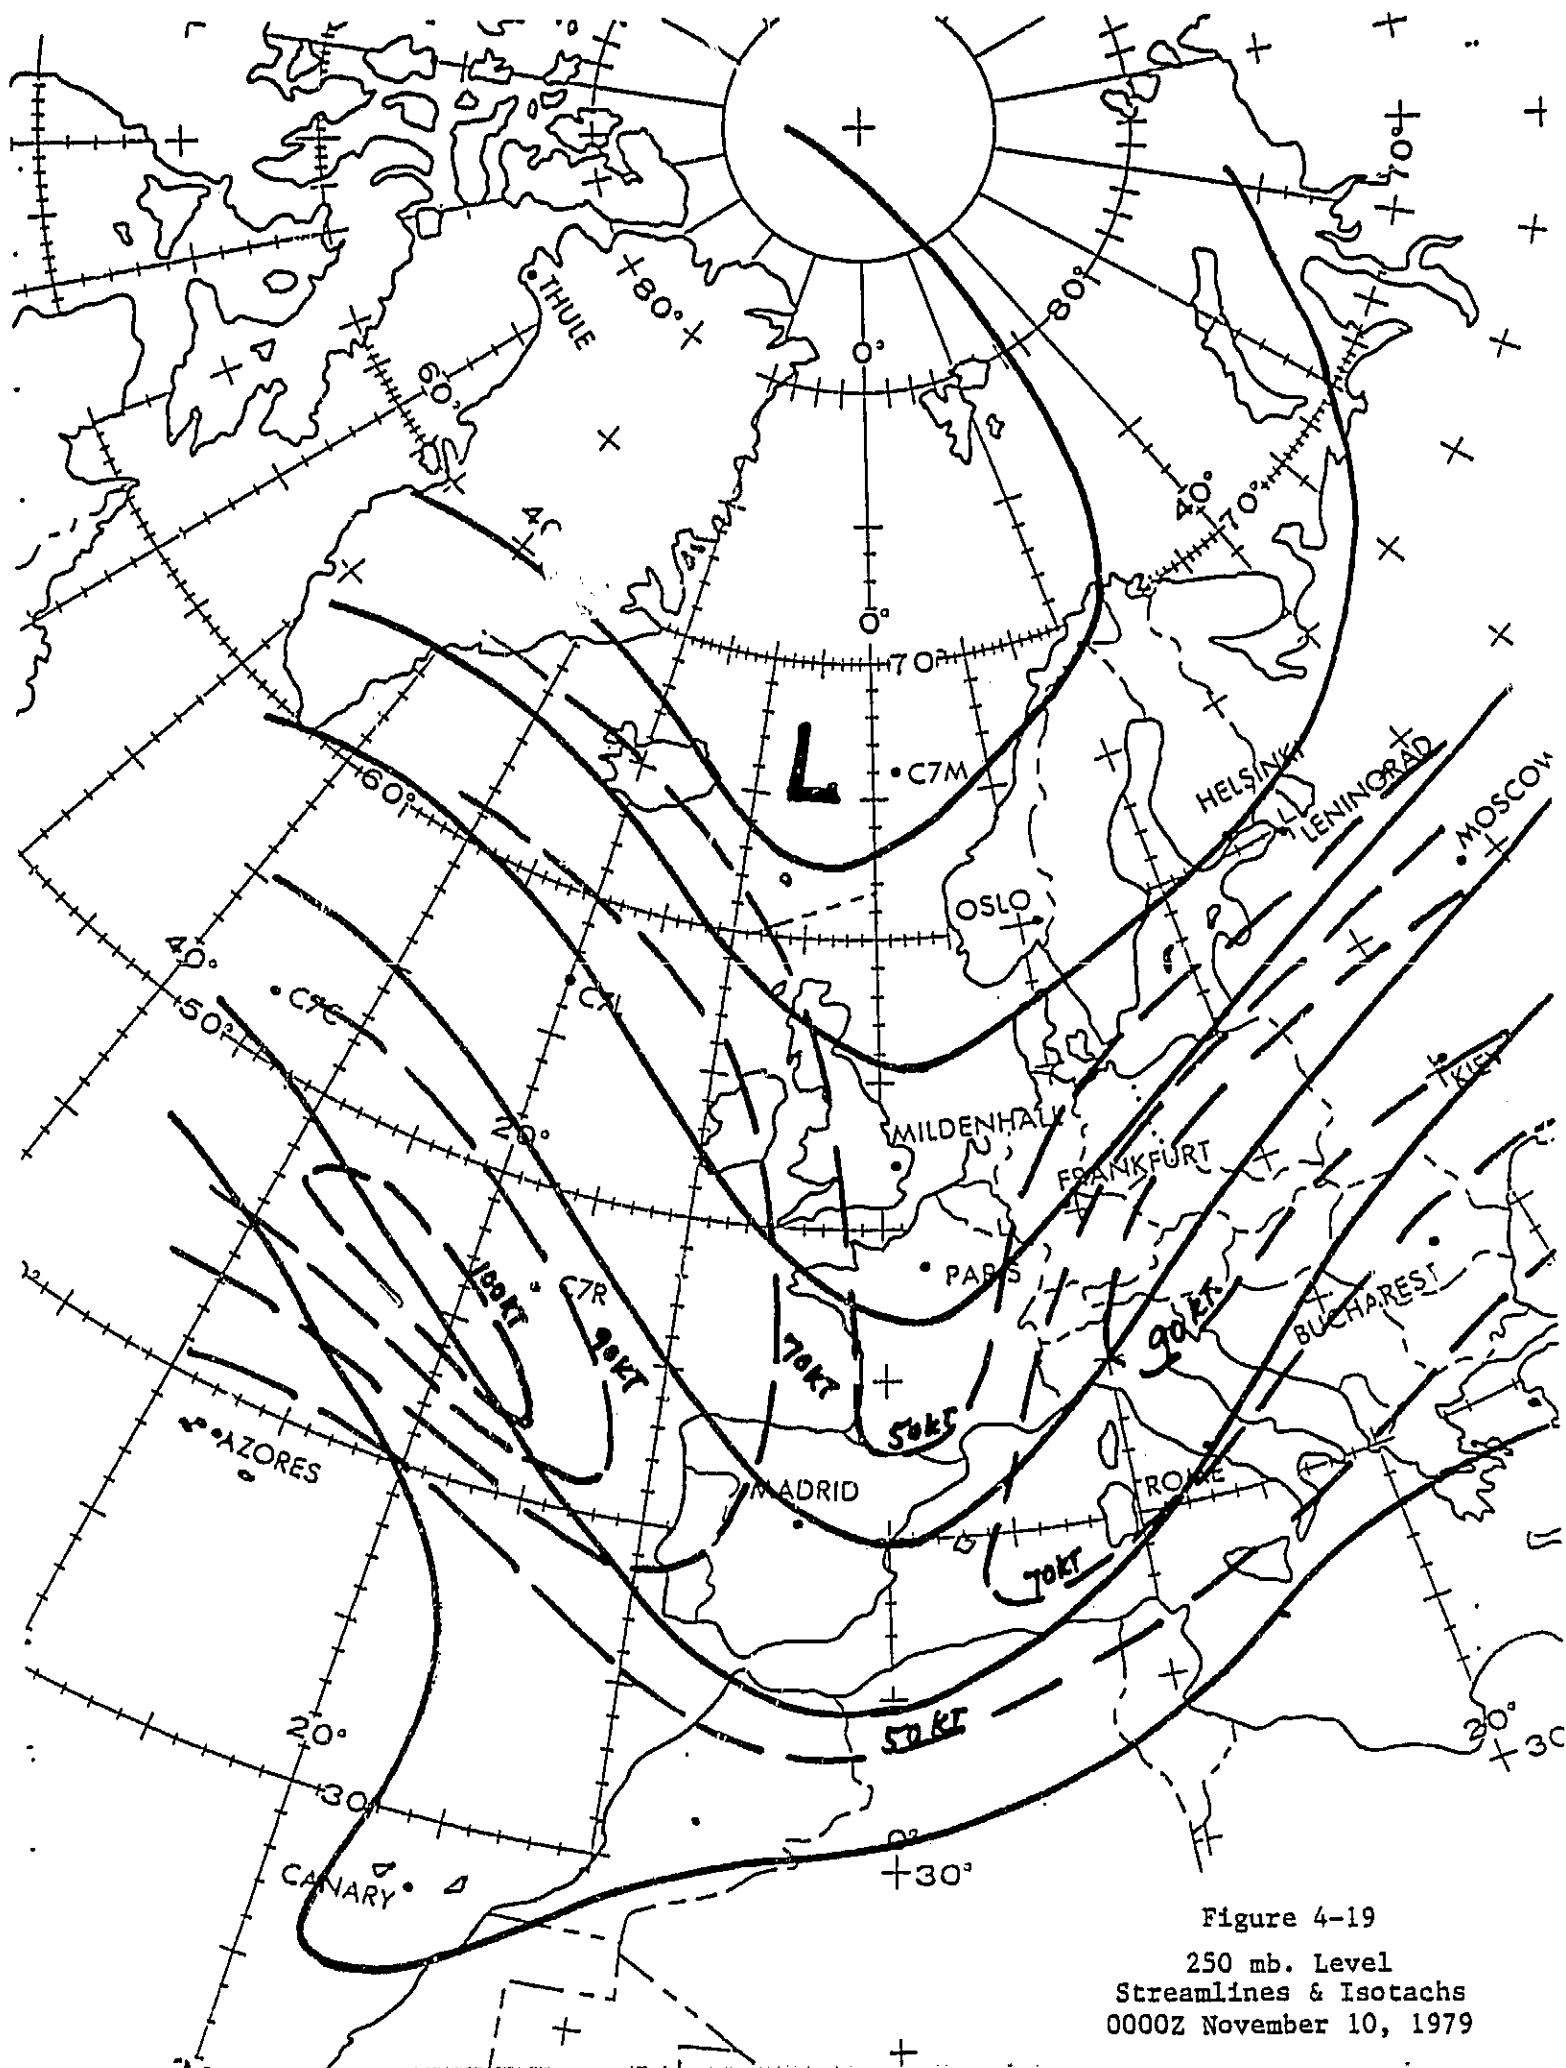 70°
THULE
80°
80°
0°
60°
40°
70°
0°
70°
L
C7M
HELSINKI
LENINGRAD
MOSCOW
60°
OSLO
40°
C7C
C7I
50°
KIEV
20°
MILDENHALL
FRANKFURT
100KT
C7R
PARIS
90KT
70KT
90KT
BUCHAREST
50KT
AZORES
MADRID
ROME
70KT
50KT
20°
20°
30
30
0°
30°
CANARY
Figure 4-19
250 mb. Level
Streamlines & Isotachs
0000Z November 10, 1979